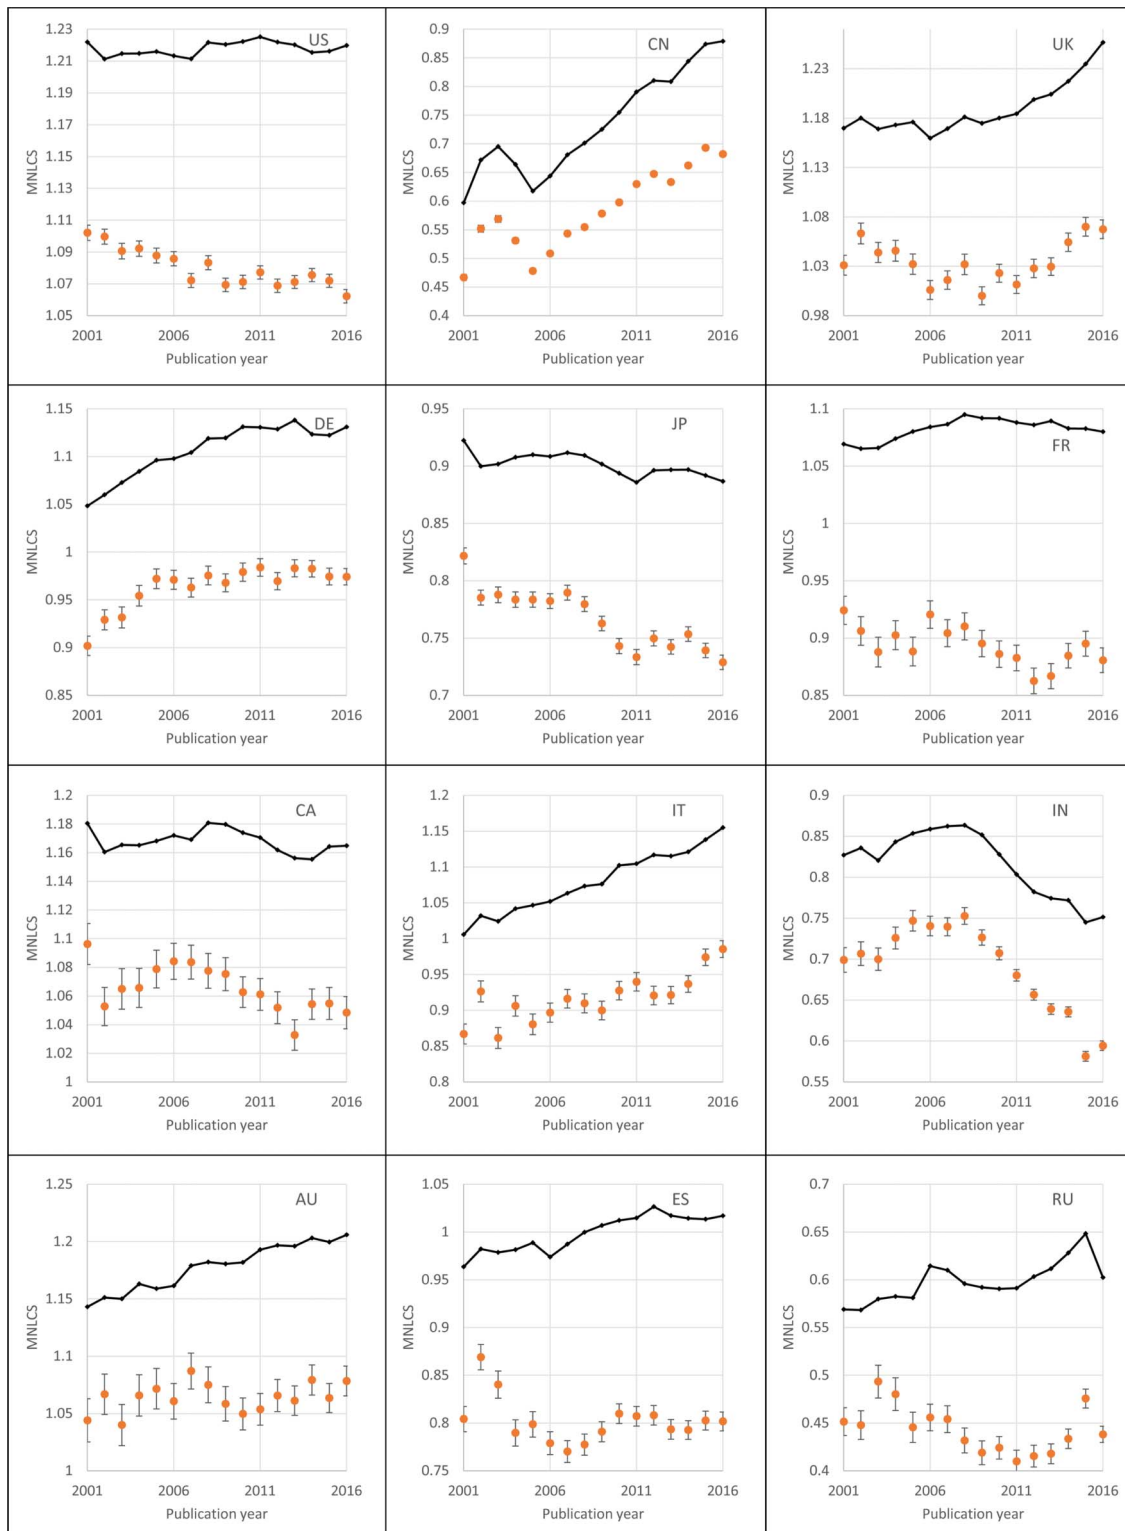 US
1.23
1.21
1.19
1.17
1.15
1.13
1.11
1.09
1.07
1.05
MNLCS
2001 2006 2011 2016
Publication year
CN
0.9
0.85
0.8
0.75
0.7
0.65
0.6
0.55
0.5
0.45
0.4
MNLCS
2001 2006 2011 2016
Publication year
UK
1.23
1.18
1.13
1.08
1.03
0.98
MNLCS
2001 2006 2011 2016
Publication year
DE
1.15
1.1
1.05
1
0.95
0.9
0.85
MNLCS
2001 2006 2011 2016
Publication year
JP
0.95
0.9
0.85
0.8
0.75
0.7
MNLCS
2001 2006 2011 2016
Publication year
FR
1.1
1.05
1
0.95
0.9
0.85
MNLCS
2001 2006 2011 2016
Publication year
CA
1.2
1.18
1.16
1.14
1.12
1.1
1.08
1.06
1.04
1.02
1
MNLCS
2001 2006 2011 2016
Publication year
IT
1.2
1.15
1.1
1.05
1
0.95
0.9
0.85
0.8
MNLCS
2001 2006 2011 2016
Publication year
IN
0.9
0.85
0.8
0.75
0.7
0.65
0.6
0.55
MNLCS
2001 2006 2011 2016
Publication year
AU
1.25
1.2
1.15
1.1
1.05
1
MNLCS
2001 2006 2011 2016
Publication year
ES
1.05
1
0.95
0.9
0.85
0.8
0.75
MNLCS
2001 2006 2011 2016
Publication year
RU
0.7
0.65
0.6
0.55
0.5
0.45
0.4
MNLCS
2001 2006 2011 2016
Publication year